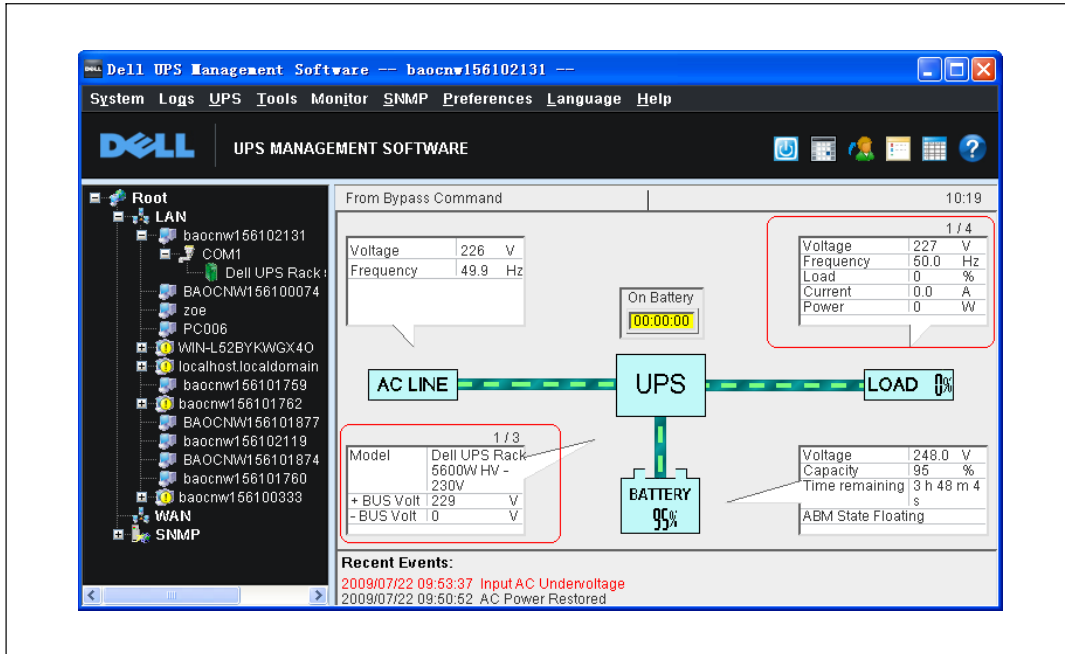 Dell UPS Management Software -- baocnw156102131 --
System Logs UPS Tools Monitor SNMP Preferences Language Help
DELL UPS MANAGEMENT SOFTWARE
Root
LAN
baocnw156102131
COM1
Dell UPS Rack
BAOCNW156100074
zoe
PC006
WIN-L52BYKWGX4O
localhost.localdomain
baocnw156101759
baocnw156101762
BAOCNW156101877
baocnw156102119
BAOCNW156101874
baocnw156101760
baocnw156100333
WAN
SNMP
From Bypass Command 10:19
Voltage 226 V
Frequency 49.9 Hz
On Battery
00:00:00
1 / 4
Voltage 227 V
Frequency 50.0 Hz
Load 0 %
Current 0.0 A
Power 0 W
AC LINE UPS LOAD 0%
1 / 3
Model Dell UPS Rack
5600W HV -
230V
+ BUS Volt 229 V
- BUS Volt 0 V
BATTERY
95%
Voltage 248.0 V
Capacity 95 %
Time remaining 3 h 48 m 4
s
ABM State Floating
Recent Events:
2009/07/22 09:53:37 Input AC Undervoltage
2009/07/22 09:50:52 AC Power Restored